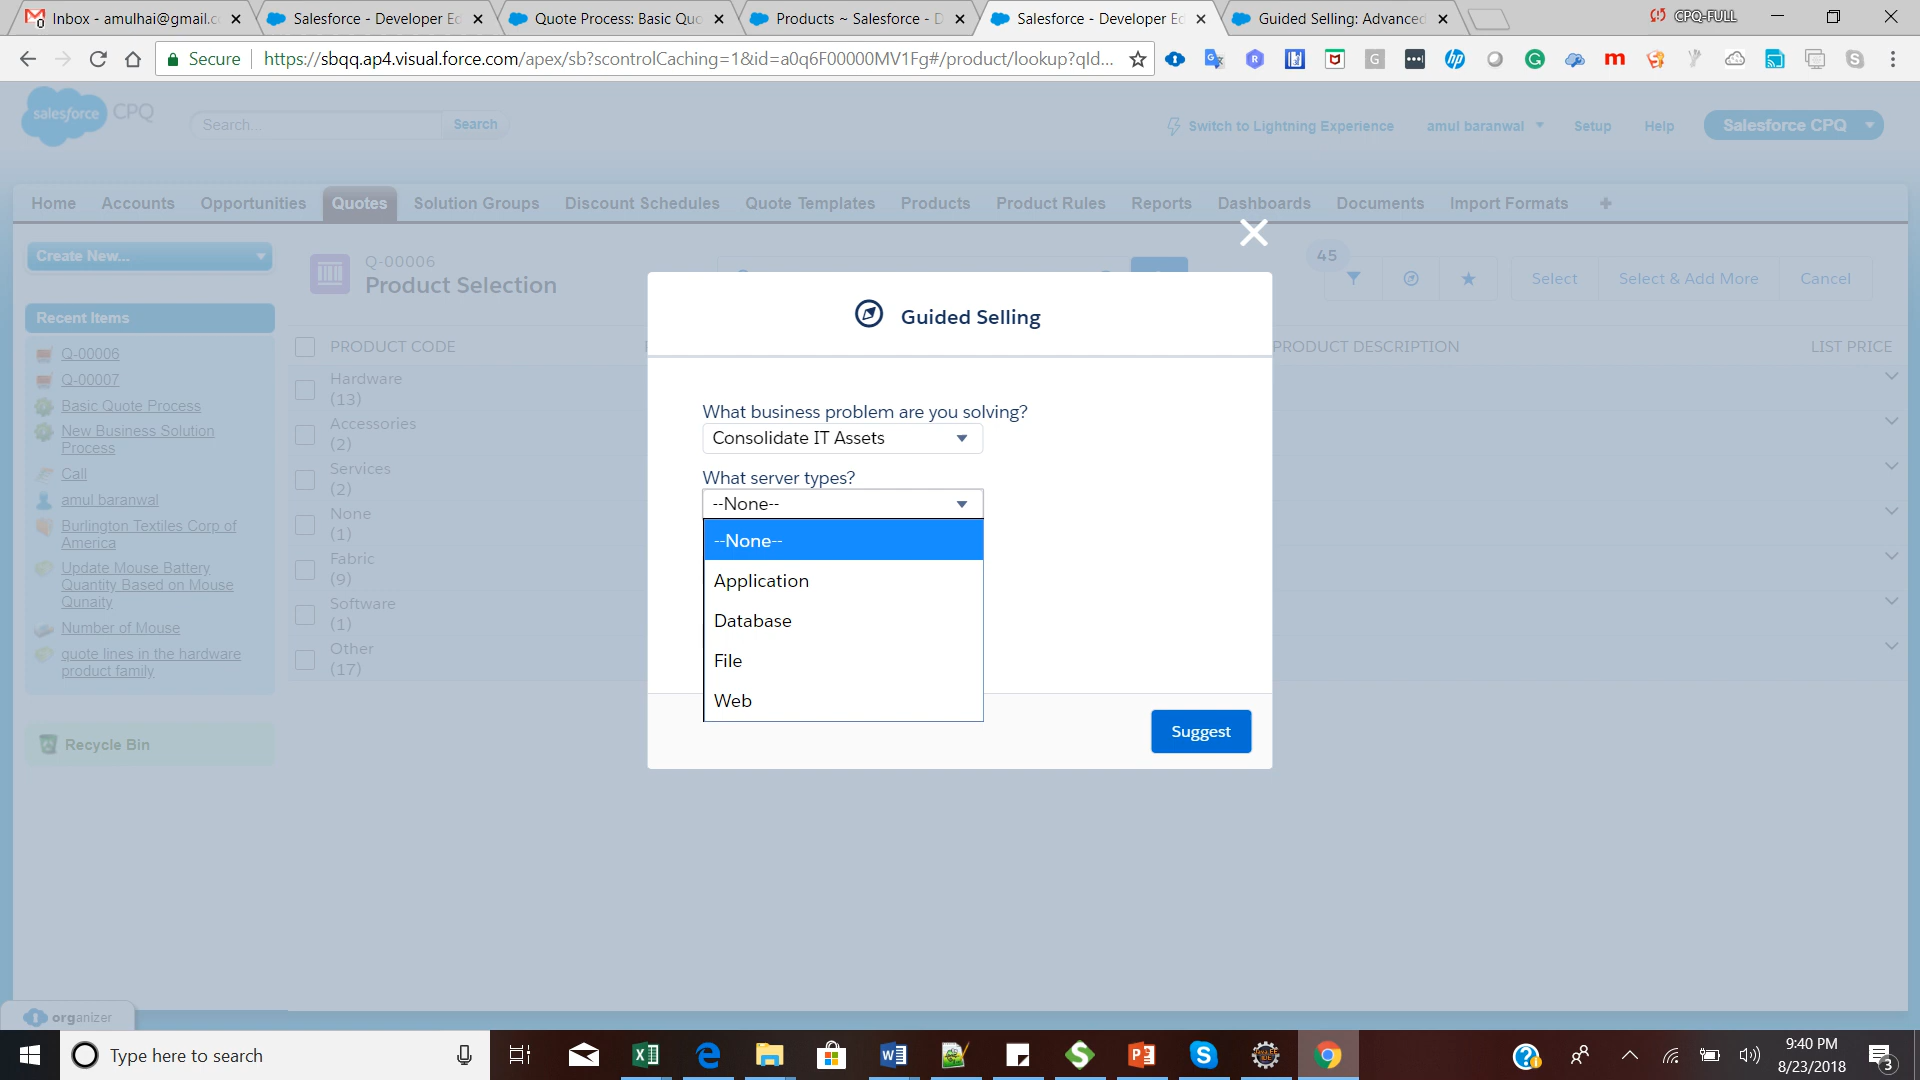 Inbox - amulhai@gmail.c
Salesforce - Developer Ed
Quote Process: Basic Quo
Products ~ Salesforce - D
Salesforce - Developer Ed
Guided Selling: Advanced
CPQ-FULL
Secure
https://sbqq.ap4.visual.force.com/apex/sb?scontrolCaching=1&id=a0q6F00000MV1Fg#/product/lookup?qId...
salesforce CPQ
Search...
Search
Switch to Lightning Experience
amul baranwal
Setup
Help
Salesforce CPQ
Home
Accounts
Opportunities
Quotes
Solution Groups
Discount Schedules
Quote Templates
Products
Product Rules
Reports
Dashboards
Documents
Import Formats
+
Create New...
Q-00006
Product Selection
45
Select
Select & Add More
Cancel
Recent Items
Q-00006
Q-00007
Basic Quote Process
New Business Solution
Process
Call
amul baranwal
Burlington Textiles Corp of
America
Update Mouse Battery
Quantity Based on Mouse
Qunaity
Number of Mouse
quote lines in the hardware
product family
Recycle Bin
PRODUCT CODE
PRODUCT DESCRIPTION
LIST PRICE
Hardware
(13)
Accessories
(2)
Services
(2)
None
(1)
Fabric
(9)
Software
(1)
Other
(17)
Guided Selling
What business problem are you solving?
Consolidate IT Assets
What server types?
--None--
--None--
Application
Database
File
Web
Suggest
organizer
Type here to search
9:40 PM
8/23/2018
3